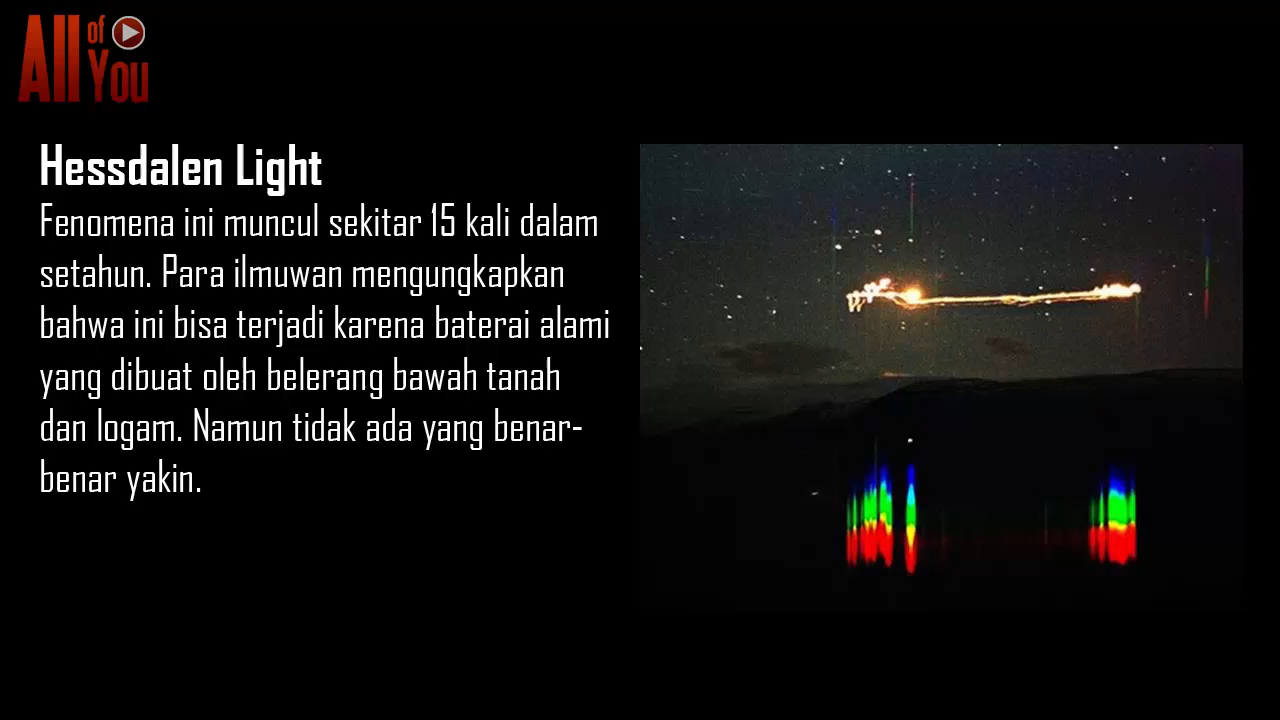 All of You
Hessdalen Light
Fenomena ini muncul sekitar 15 kali dalam
setahun. Para ilmuwan mengungkapkan
bahwa ini bisa terjadi karena baterai alami
yang dibuat oleh belerang bawah tanah
dan logam. Namun tidak ada yang benar-
benar yakin.